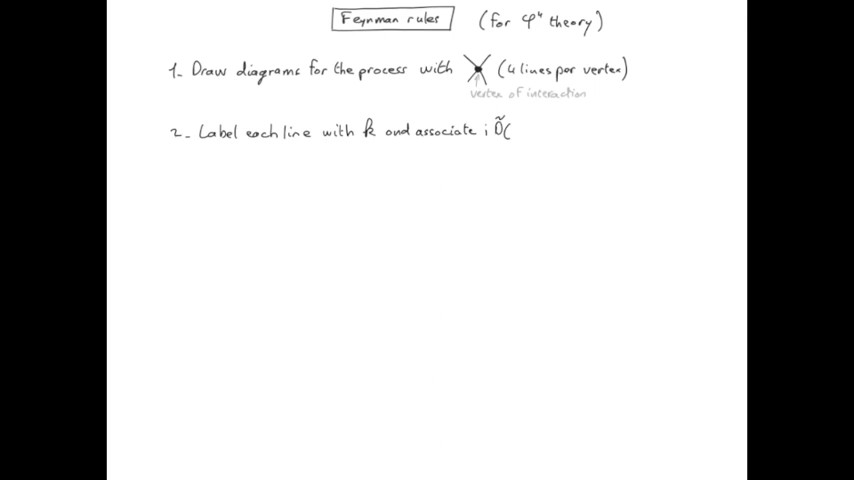 Feynman rules (for φ⁴ theory)
1- Draw diagrams for the process with (4 lines per vertex)
vertex of interaction
2- Label each line with k and associate i D̃(